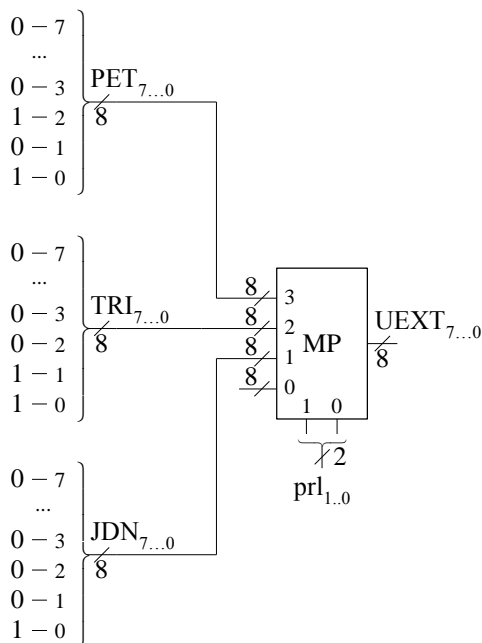 0 – 7
...
0 – 3
1 – 2
0 – 1
1 – 0
PET7...0
8
0 – 7
...
0 – 3
0 – 2
1 – 1
1 – 0
TRI7...0
8
0 – 7
...
0 – 3
0 – 2
0 – 1
1 – 0
JDN7...0
8
8
3
8
2
8
1
8
0
MP
1 0
2
prl1..0
UEXT7...0
8